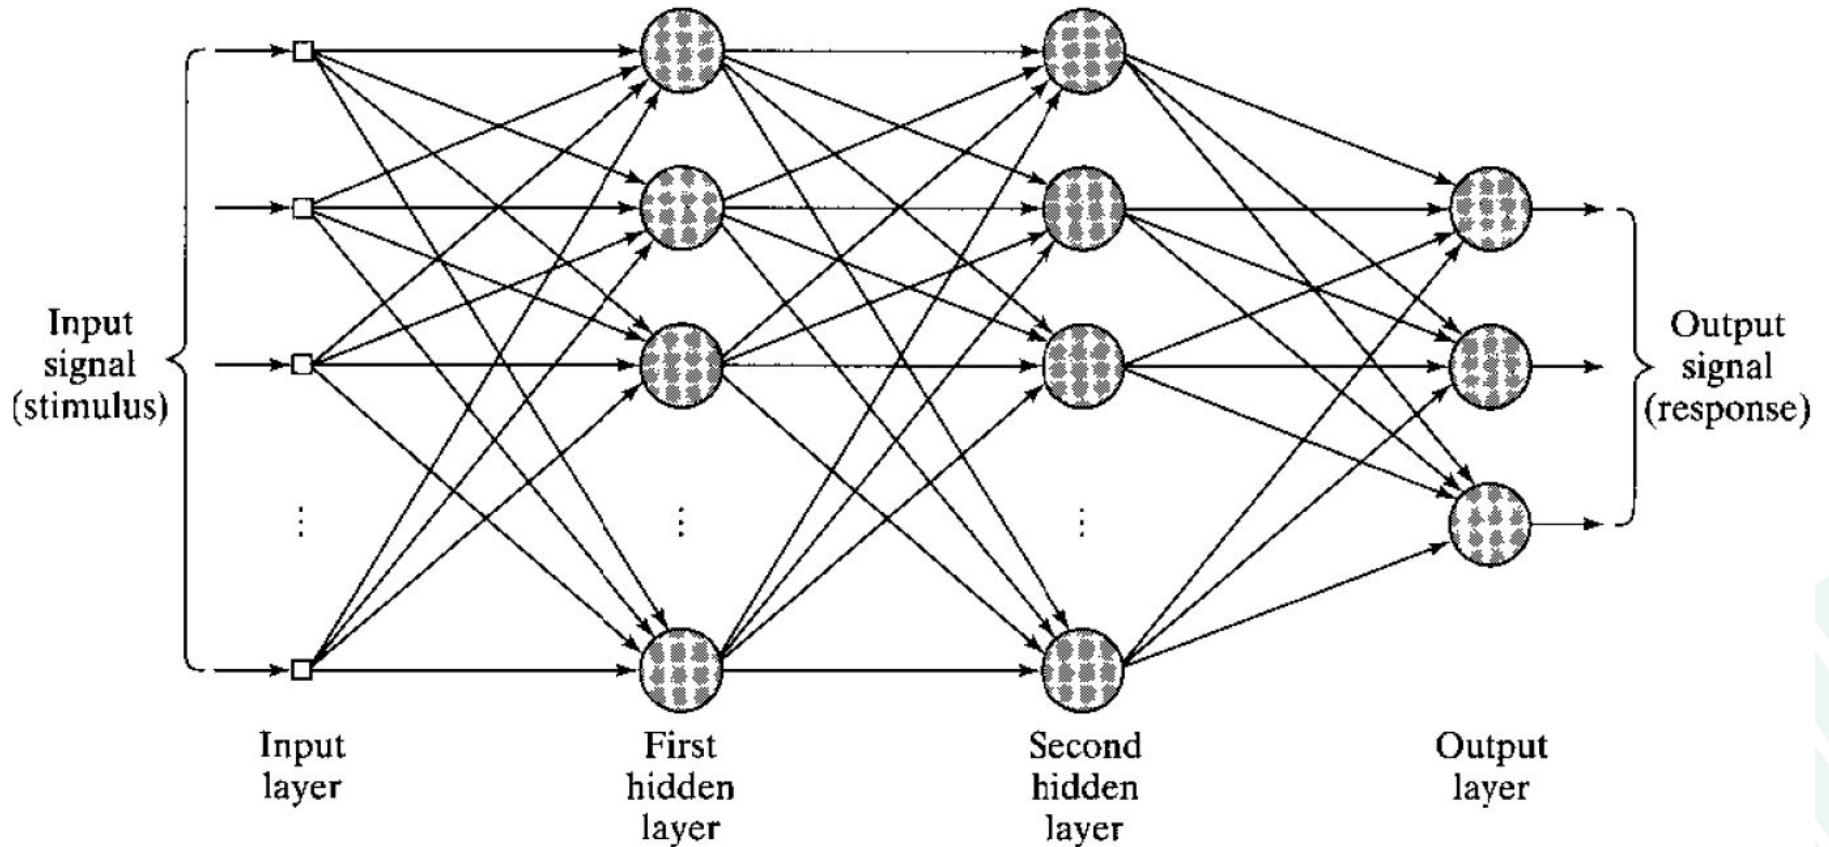 Input
signal
(stimulus)
Output
signal
(response)
Input
layer
First
hidden
layer
Second
hidden
layer
Output
layer